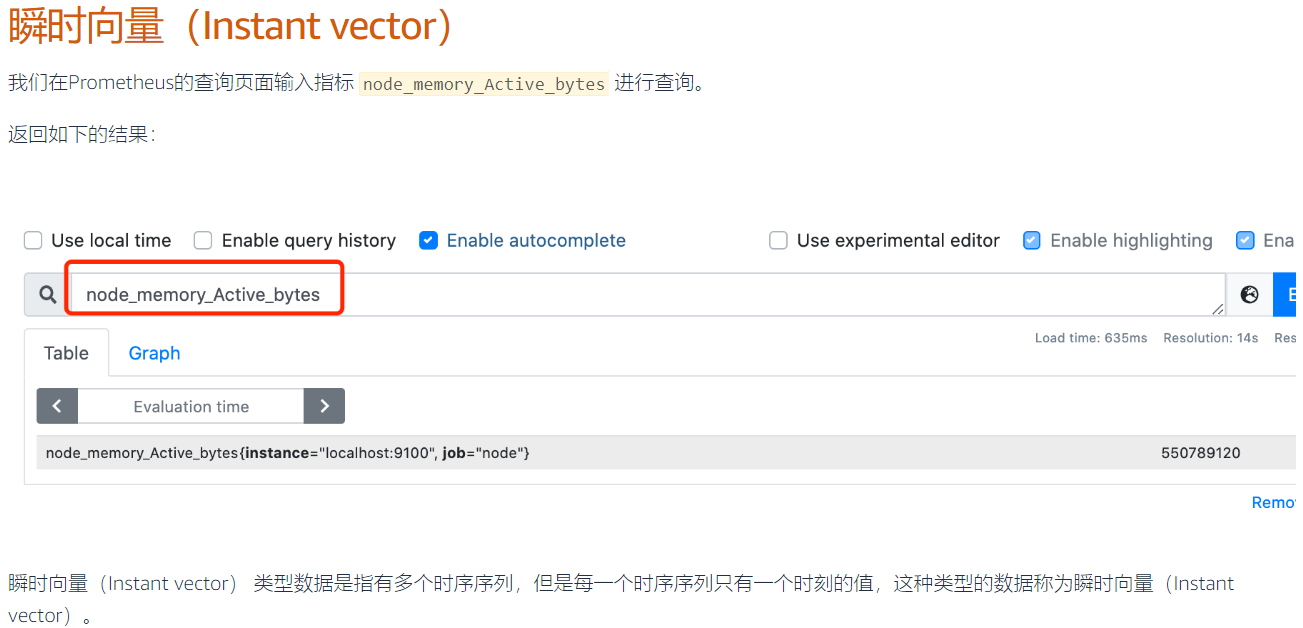 瞬时向量（Instant vector）
我们在Prometheus的查询页面输入指标 node_memory_Active_bytes 进行查询。
返回如下的结果：
Use local time Enable query history Enable autocomplete Use experimental editor Enable highlighting Ena
node_memory_Active_bytes
Load time: 635ms Resolution: 14s Res
Table Graph
Evaluation time
node_memory_Active_bytes{instance="localhost:9100", job="node"} 550789120
Remov
瞬时向量（Instant vector） 类型数据是指有多个时序序列，但是每一个时序序列只有一个时刻的值，这种类型的数据称为瞬时向量（Instant
vector）。